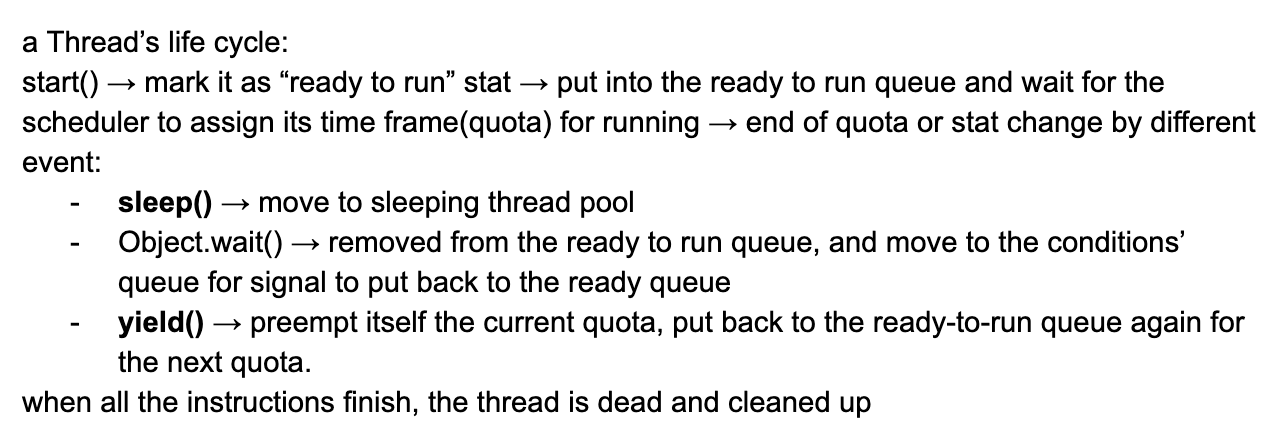 a Thread’s life cycle:
start() → mark it as “ready to run” stat → put into the ready to run queue and wait for the
scheduler to assign its time frame(quota) for running → end of quota or stat change by different
event:
- sleep() → move to sleeping thread pool
- Object.wait() → removed from the ready to run queue, and move to the conditions’
queue for signal to put back to the ready queue
- yield() → preempt itself the current quota, put back to the ready-to-run queue again for
the next quota.
when all the instructions finish, the thread is dead and cleaned up